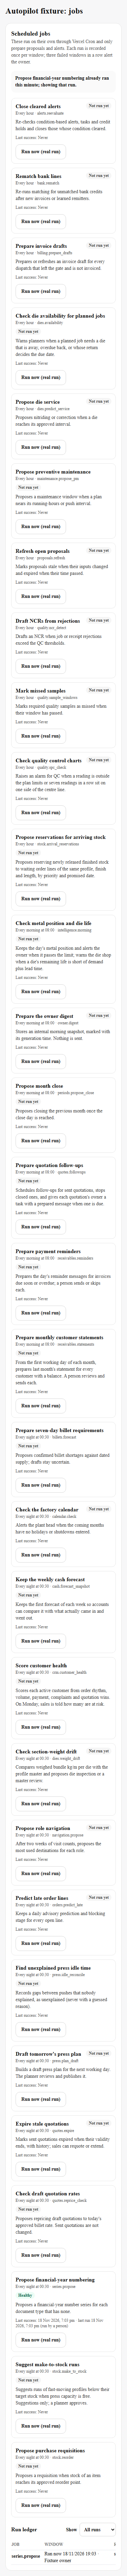 Autopilot fixture: jobs
Scheduled jobs
These run on their own through Vercel Cron and only
prepare records and alerts. Each run is recorded
once per window; three failed windows in a row alert
the owner.
Propose financial-year numbering already ran
this minute; showing that run.
Close cleared alerts
Not run yet
Every hour · alerts.reevaluate
Re-checks condition-based alerts, tasks and credit
holds and closes those whose condition cleared.
Last success: Never
Run now (real run)
Rematch bank lines
Not run yet
Every hour · bank.rematch
Re-runs matching for unmatched bank credits
after new invoices or learned remitters.
Last success: Never
Run now (real run)
Prepare invoice drafts
Not run yet
Every hour · billing.prepare_drafts
Prepares or refreshes an invoice draft for every
dispatch that left the gate and is not invoiced.
Last success: Never
Run now (real run)
Check die availability for planned jobs
Every hour · dies.availability
Not run yet
Warns planners when a planned job needs a die
that is away, overdue back, or whose return
decides the due date.
Last success: Never
Run now (real run)
Propose die service
Not run yet
Every hour · dies.predict_service
Proposes nitriding or correction when a die
reaches its approved interval.
Last success: Never
Run now (real run)
Propose preventive maintenance
Every hour · maintenance.propose_pm
Not run yet
Proposes a maintenance window when a plan
nears its running-hours or push interval.
Last success: Never
Run now (real run)
Refresh open proposals
Not run yet
Every hour · proposals.refresh
Marks proposals stale when their inputs changed
and expired when their time passed.
Last success: Never
Run now (real run)
Draft NCRs from rejections
Not run yet
Every hour · quality.ncr_detect
Drafts an NCR when job or receipt rejections
exceed the QC thresholds.
Last success: Never
Run now (real run)
Mark missed samples
Not run yet
Every hour · quality.sample_windows
Marks required quality samples as missed when
their window has passed.
Last success: Never
Run now (real run)
Check quality control charts
Not run yet
Every hour · quality.spc_check
Raises an alarm for QC when a reading is outside
the plan limits or seven readings in a row sit on
one side of the centre line.
Last success: Never
Run now (real run)
Propose reservations for arriving stock
Every hour · stock.arrival_reservations
Not run yet
Proposes reserving newly released finished stock
to waiting order lines of the same profile, finish
and length, by priority and promised date.
Last success: Never
Run now (real run)
Check metal position and die life
Every morning at 08:00 · intelligence.morning
Not run yet
Keeps the day's metal position and alerts the
owner when it passes the limit; warns the die shop
when a die's remaining life is short of demand
plus lead time.
Last success: Never
Run now (real run)
Prepare the owner digest
Not run yet
Every morning at 08:00 · owner.digest
Stores an internal morning snapshot, marked with
its generation time. Nothing is sent.
Last success: Never
Run now (real run)
Propose month close
Every morning at 08:00 · periods.propose_close
Not run yet
Proposes closing the previous month once the
close day is reached.
Last success: Never
Run now (real run)
Prepare quotation follow-ups
Every morning at 08:00 · quotes.followups
Not run yet
Schedules follow-ups for sent quotations, stops
closed ones, and gives each quotation's owner a
task with a prepared message when one is due.
Last success: Never
Run now (real run)
Prepare payment reminders
Every morning at 08:00 · receivables.reminders
Not run yet
Prepares the day's reminder messages for invoices
due soon or overdue; a person sends or skips
each.
Last success: Never
Run now (real run)
Prepare monthly customer statements
Every morning at 08:00 · receivables.statements
Not run yet
From the first working day of each month,
prepares last month's statement for every
customer with a balance. A person reviews and
sends each.
Last success: Never
Run now (real run)
Prepare seven-day billet requirements
Every night at 00:30 · billets.forecast
Not run yet
Proposes confirmed billet shortages against dated
supply; drafts stay uncertain.
Last success: Never
Run now (real run)
Check the factory calendar
Not run yet
Every night at 00:30 · calendar.check
Alerts the plant head when the coming months
have no holidays or shutdowns entered.
Last success: Never
Run now (real run)
Keep the weekly cash forecast
Every night at 00:30 · cash.forecast_snapshot
Not run yet
Keeps the first forecast of each week so accounts
can compare it with what actually came in and
went out.
Last success: Never
Run now (real run)
Score customer health
Every night at 00:30 · crm.customer_health
Not run yet
Scores each active customer from order rhythm,
volume, payment, complaints and quotation wins.
On Monday, sales is told how many are at risk.
Last success: Never
Run now (real run)
Check section-weight drift
Not run yet
Every night at 00:30 · dies.weight_drift
Compares weighed bundle kg/m per die with the
profile master and proposes die inspection or a
master review.
Last success: Never
Run now (real run)
Propose role navigation
Not run yet
Every night at 00:30 · navigation.propose
After two weeks of visit counts, proposes the
most used destinations for each role.
Last success: Never
Run now (real run)
Predict late order lines
Not run yet
Every night at 00:30 · orders.predict_late
Keeps a daily advisory prediction and blocking
stage for every open line.
Last success: Never
Run now (real run)
Find unexplained press idle time
Every night at 00:30 · press.idle_reconcile
Not run yet
Records gaps between pushes that nobody
explained, as unexplained (never with a guessed
reason).
Last success: Never
Run now (real run)
Draft tomorrow's press plan
Not run yet
Every night at 00:30 · press.plan_draft
Builds a draft press plan for the next working day.
The planner reviews and publishes it.
Last success: Never
Run now (real run)
Expire stale quotations
Not run yet
Every night at 00:30 · quotes.expire
Marks sent quotations expired when their validity
ends, with history; sales can requote or extend.
Last success: Never
Run now (real run)
Check draft quotation rates
Every night at 00:30 · quotes.reprice_check
Not run yet
Proposes repricing draft quotations to today's
approved billet rate. Sent quotations are not
changed.
Last success: Never
Run now (real run)
Propose financial-year numbering
Every night at 00:30 · series.propose
Healthy
Proposes a financial-year number series for each
document type that has none.
Last success: 18 Nov 2026, 7:03 pm · last run 18 Nov
2026, 7:03 pm (run by a person)
Run now (real run)
Suggest make-to-stock runs
Every night at 00:30 · stock.make_to_stock
Not run yet
Suggests runs of fast-moving profiles below their
target stock when press capacity is free.
Suggestions only; a planner approves.
Last success: Never
Run now (real run)
Propose purchase requisitions
Every night at 00:30 · stock.reorder
Not run yet
Proposes a requisition when stock of an item
reaches its approved reorder point.
Last success: Never
Run now (real run)
Run ledger
Show
All runs
JOB
WINDOW
series.propose
Run now 18/11/2026 19:03 ·
Fixture owner